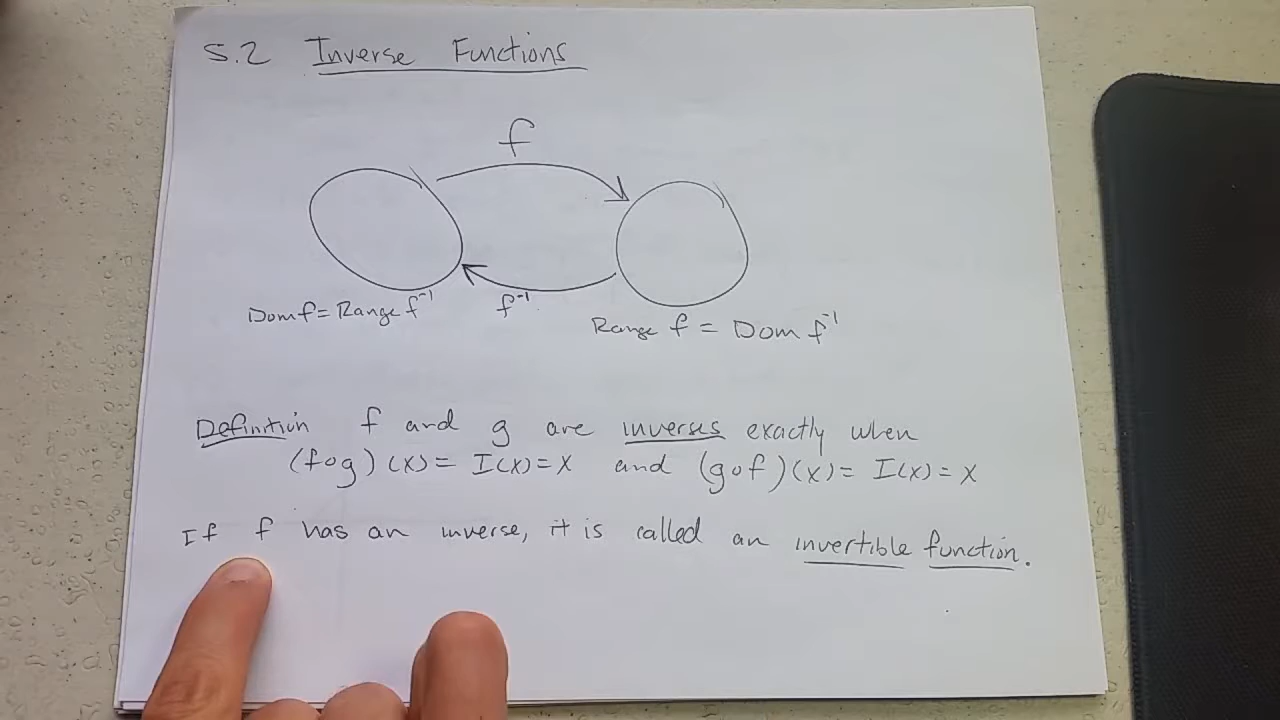 5.2 Inverse Functions
f
f⁻¹
Dom f = Range f⁻¹
Range f = Dom f⁻¹
Definition f and g are inverses exactly when
(f∘g)(x) = I(x) = x and (g∘f)(x) = I(x) = x
If f has an inverse, it is called an invertible function.